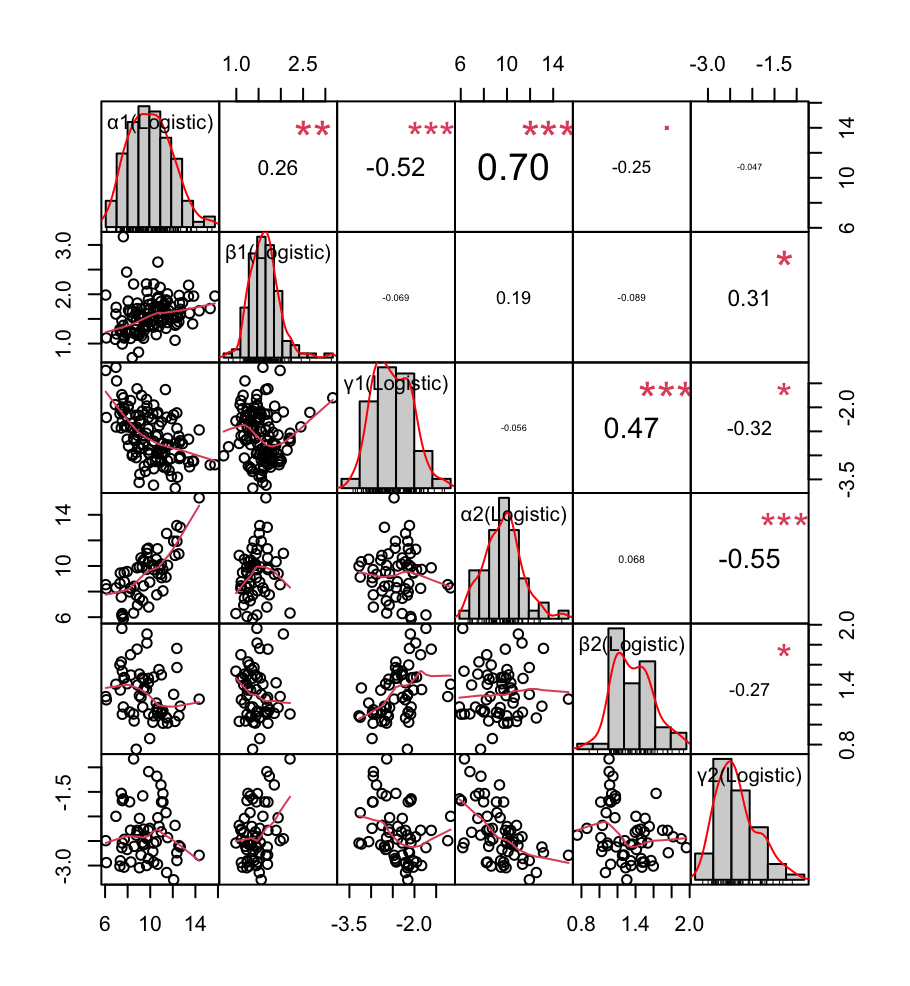 1.0 2.5 6 10 14 -3.0 -1.5
α1(Logistic) ** *** *** . 14
0.26 -0.52 0.70 -0.25 -0.047 10
6
3.0 β1(Logistic) *
2.0 -0.069 0.19 -0.089 0.31
1.0
γ1(Logistic) *** * -2.0
-0.056 0.47 -0.32
-3.5
14 α2(Logistic) ***
10 0.068 -0.55
6
β2(Logistic) * 2.0
-0.27 1.4
0.8
-1.5 γ2(Logistic)
-3.0
6 10 14 -3.5 -2.0 0.8 1.4 2.0